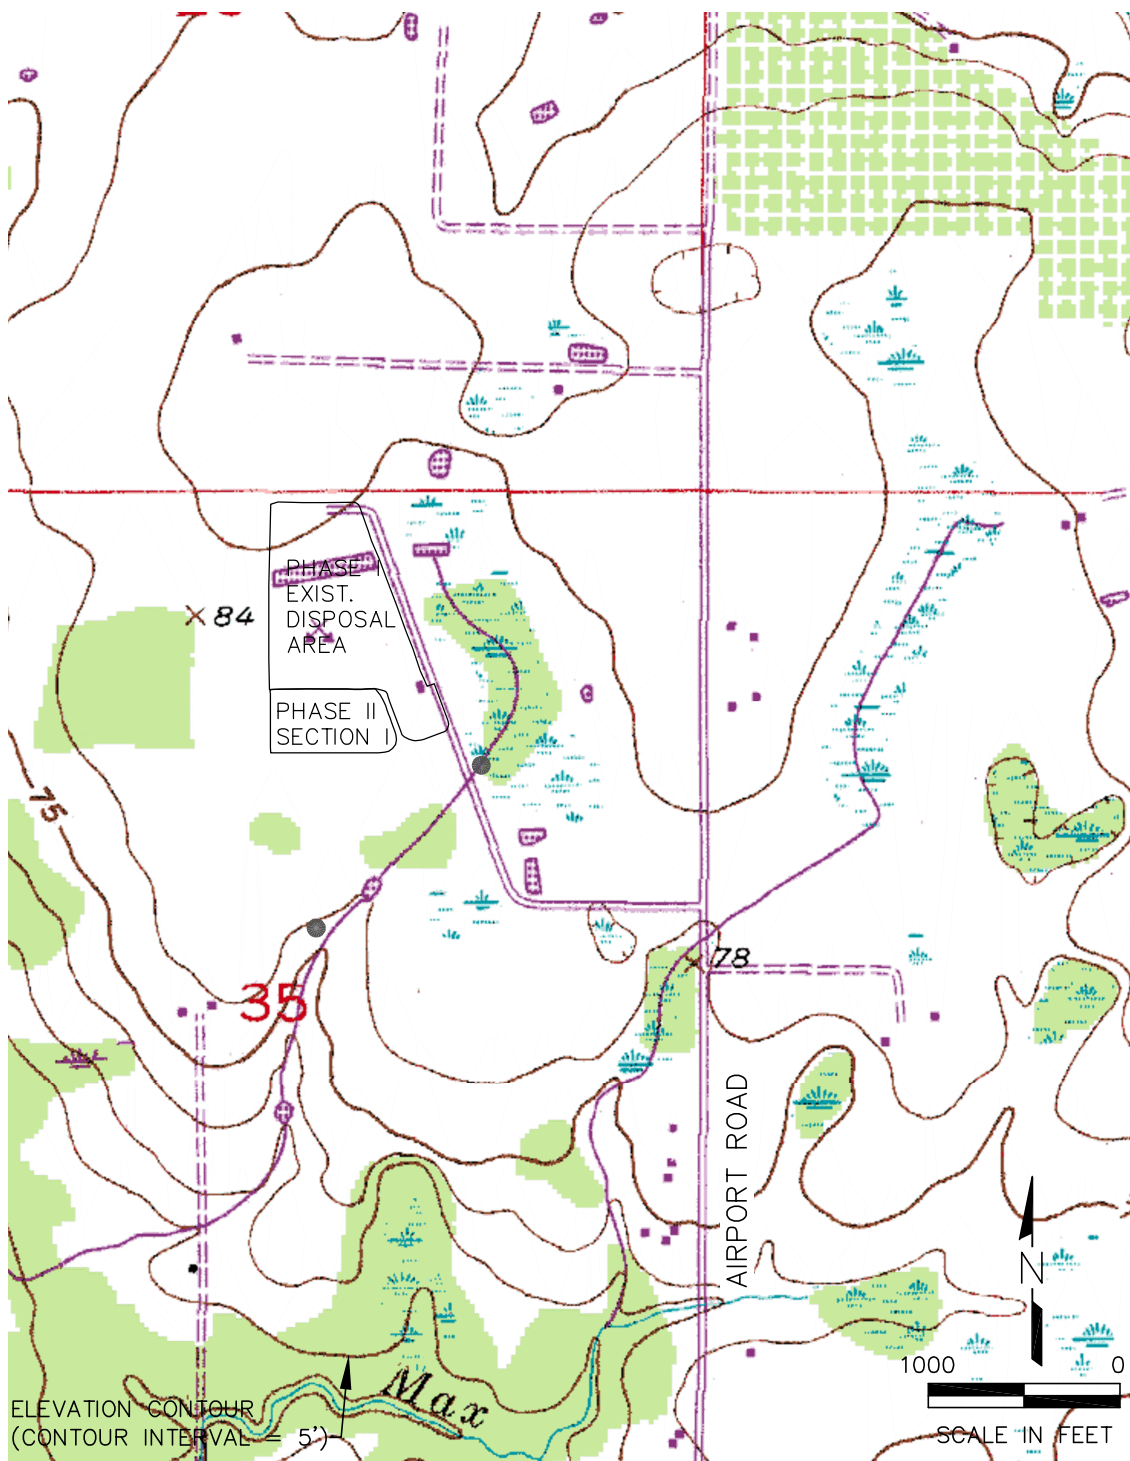 84
PHASE I
EXIST.
DISPOSAL
AREA
PHASE II
SECTION I
75
78
35
AIRPORT ROAD
N
Max
1000 0
SCALE IN FEET
ELEVATION CONTOUR
(CONTOUR INTERVAL = 5')